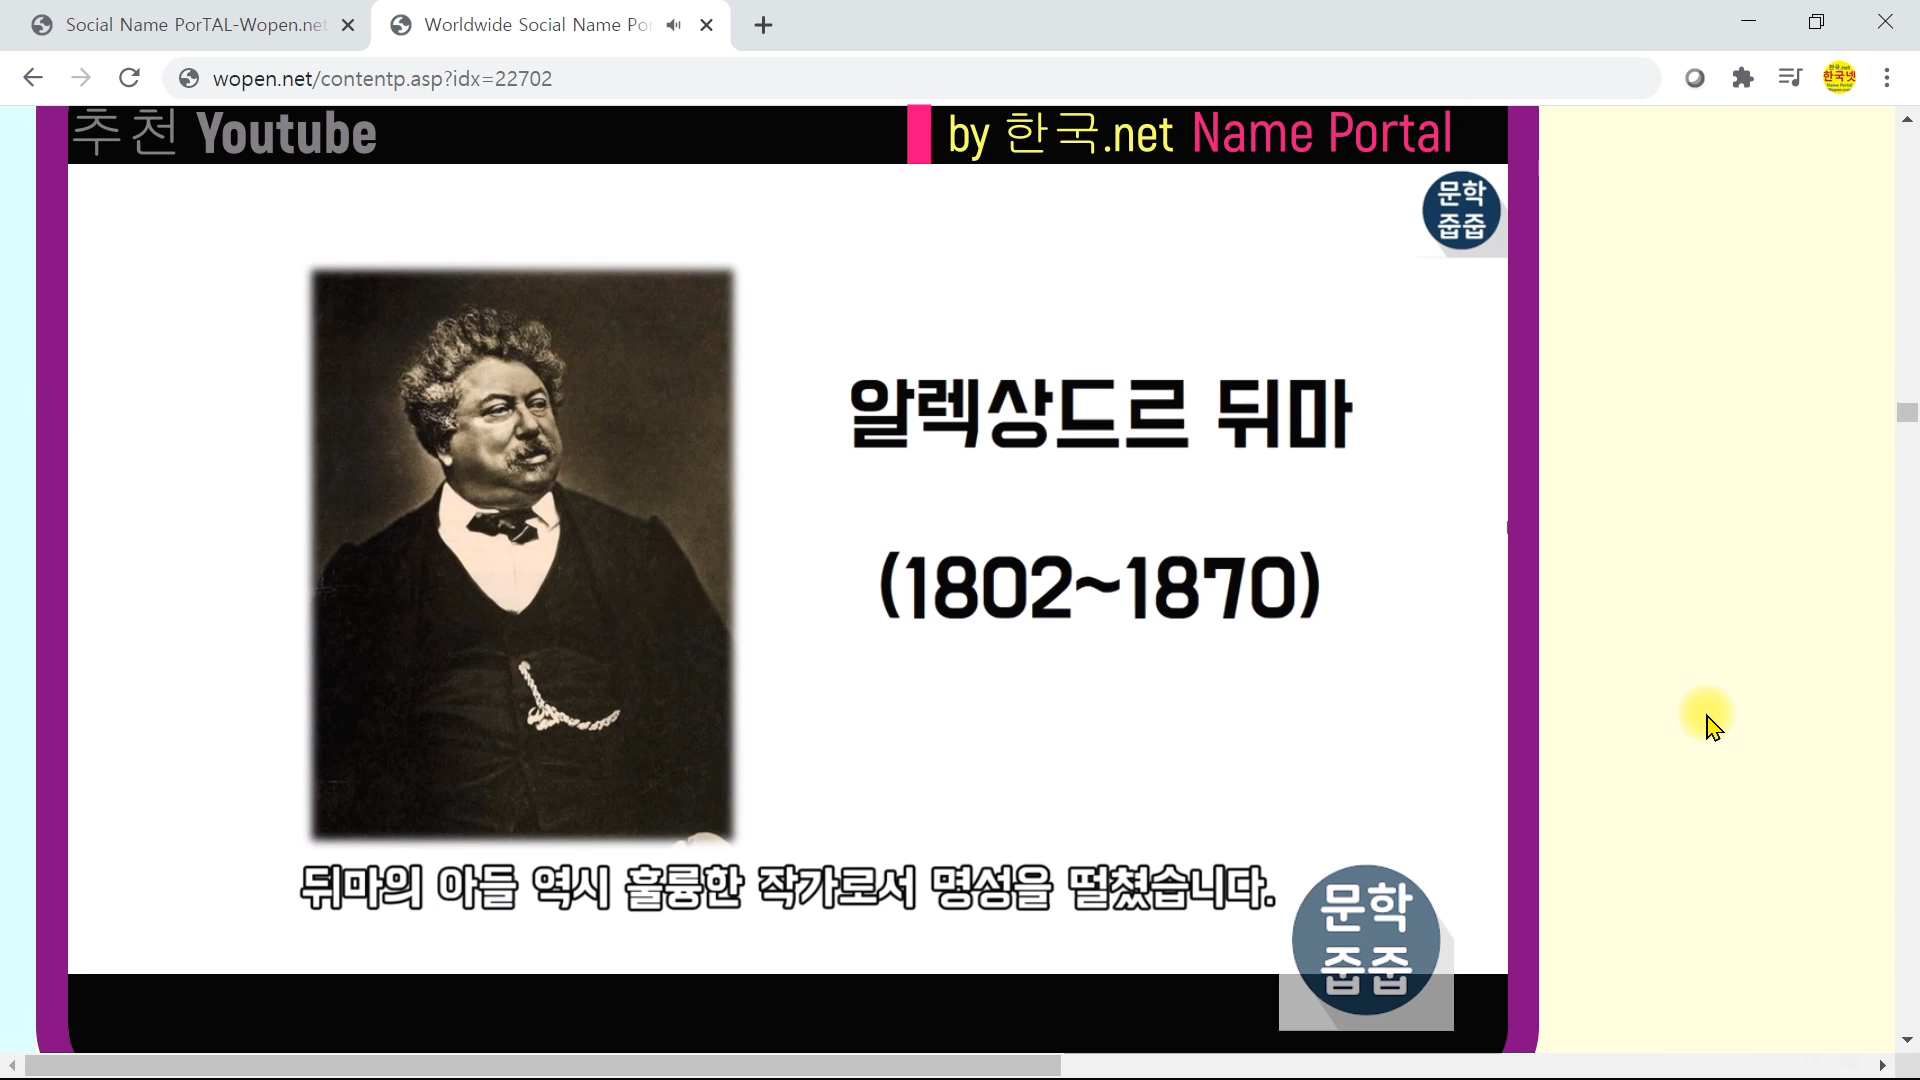 Social Name PorTAL-Wopen.net
Worldwide Social Name Po
wopen.net/contentp.asp?idx=22702
추천 Youtube
by 한국.net Name Portal
문학
줍줍
알렉상드르 뒤마
(1802~1870)
뒤마의 아들 역시 훌륭한 작가로서 명성을 떨쳤습니다.
문학
줍줍